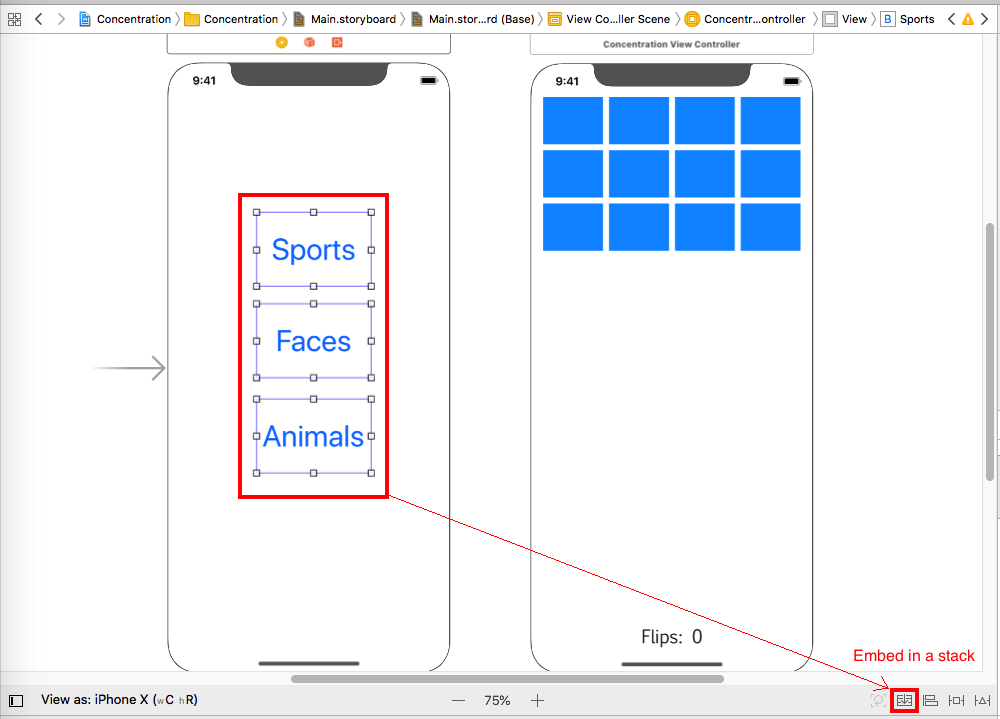 Concentration Concentration Main.storyboard Main.stor...rd (Base) View Co...ller Scene Concentr...ontroller View B Sports
Concentration View Controller
9:41
9:41
Sports
Faces
Animals
Flips: 0
Embed in a stack
View as: iPhone X (wC hR)
75%